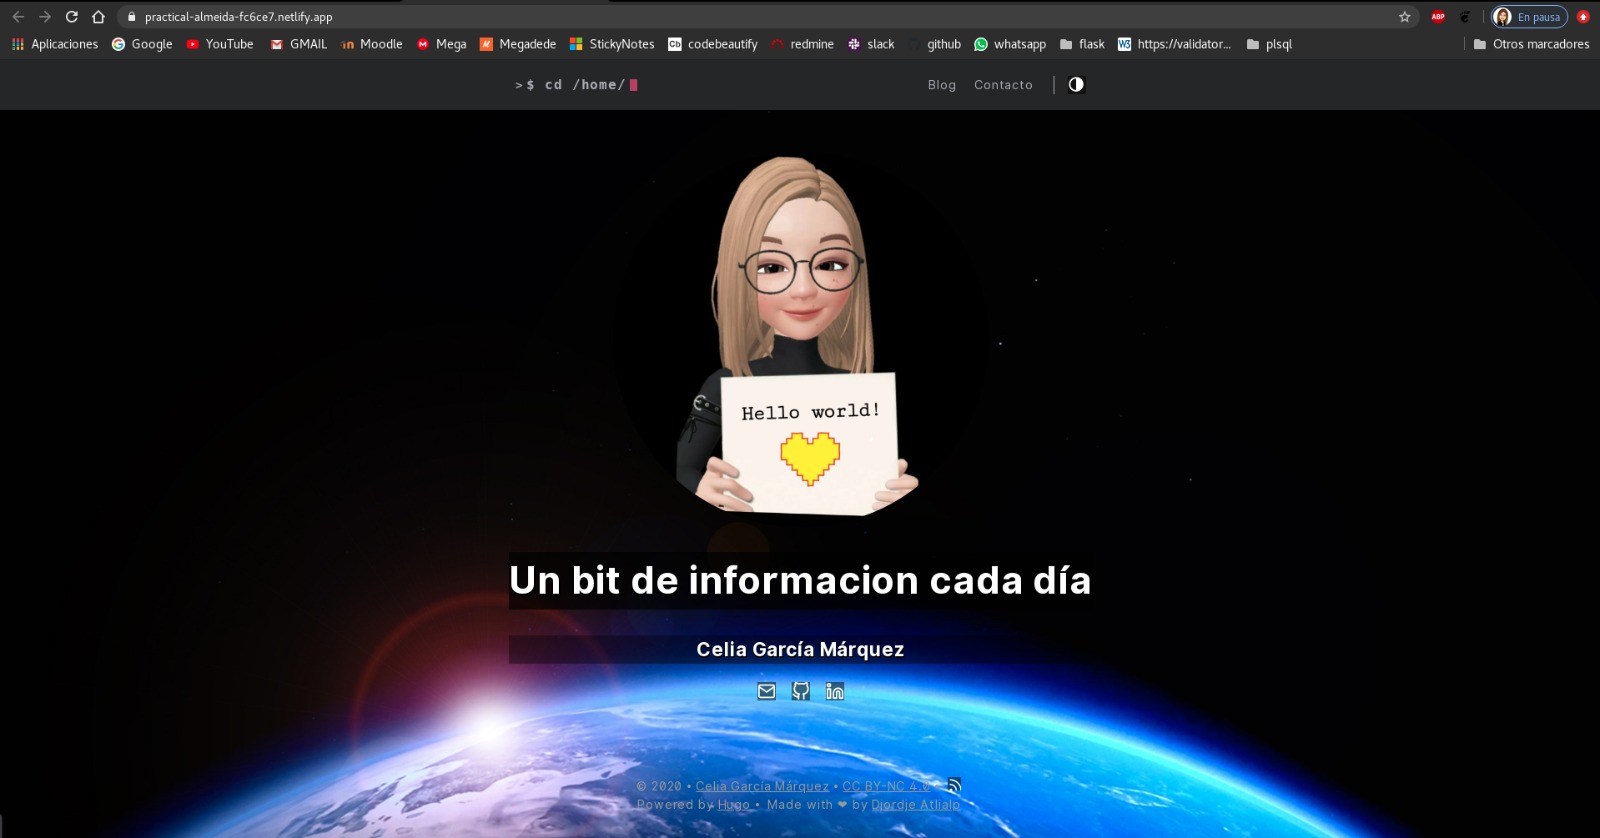 practical-almeida-fc6ce7.netlify.app
ABP
En pausa
Aplicaciones Google YouTube GMAIL Moodle Mega Megadede StickyNotes Cb codebeautify redmine slack github whatsapp flask W3 https://validator... plsql Otros marcadores
>$ cd /home/
Blog Contacto
Hello world!
Un bit de informacion cada día
Celia García Márquez
© 2020 • Celia García Márquez • CC BY-NC 4.0
Powered by Hugo • Made with ❤ by Djordje Atlialp